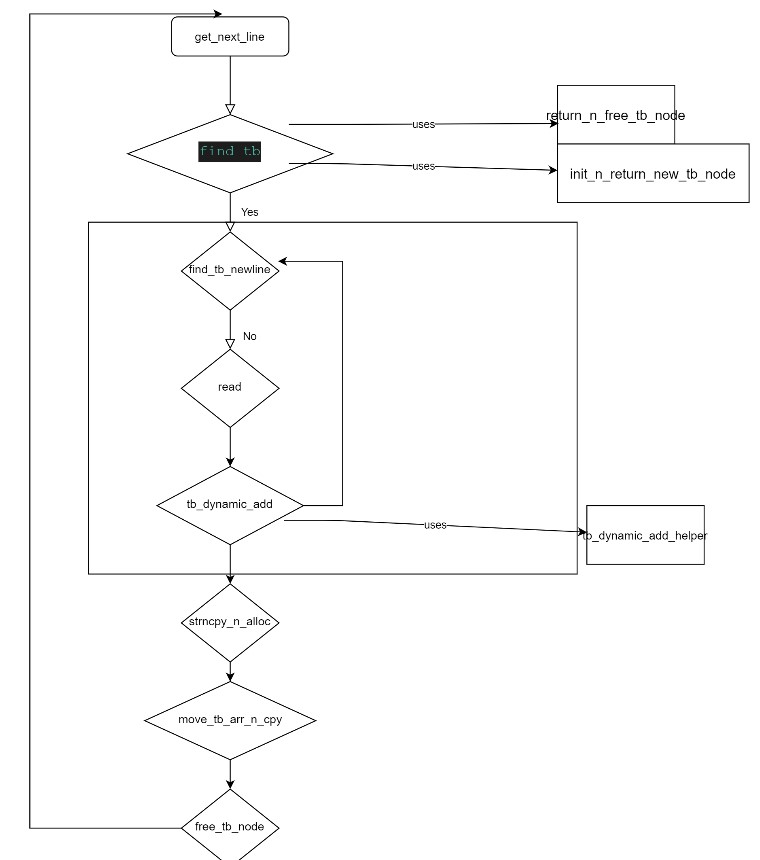 get_next_line
return_n_free_tb_node
uses
find tb
uses
init_n_return_new_tb_node
Yes
find_tb_newline
No
read
tb_dynamic_add
uses
tb_dynamic_add_helper
strncpy_n_alloc
move_tb_arr_n_cpy
free_tb_node